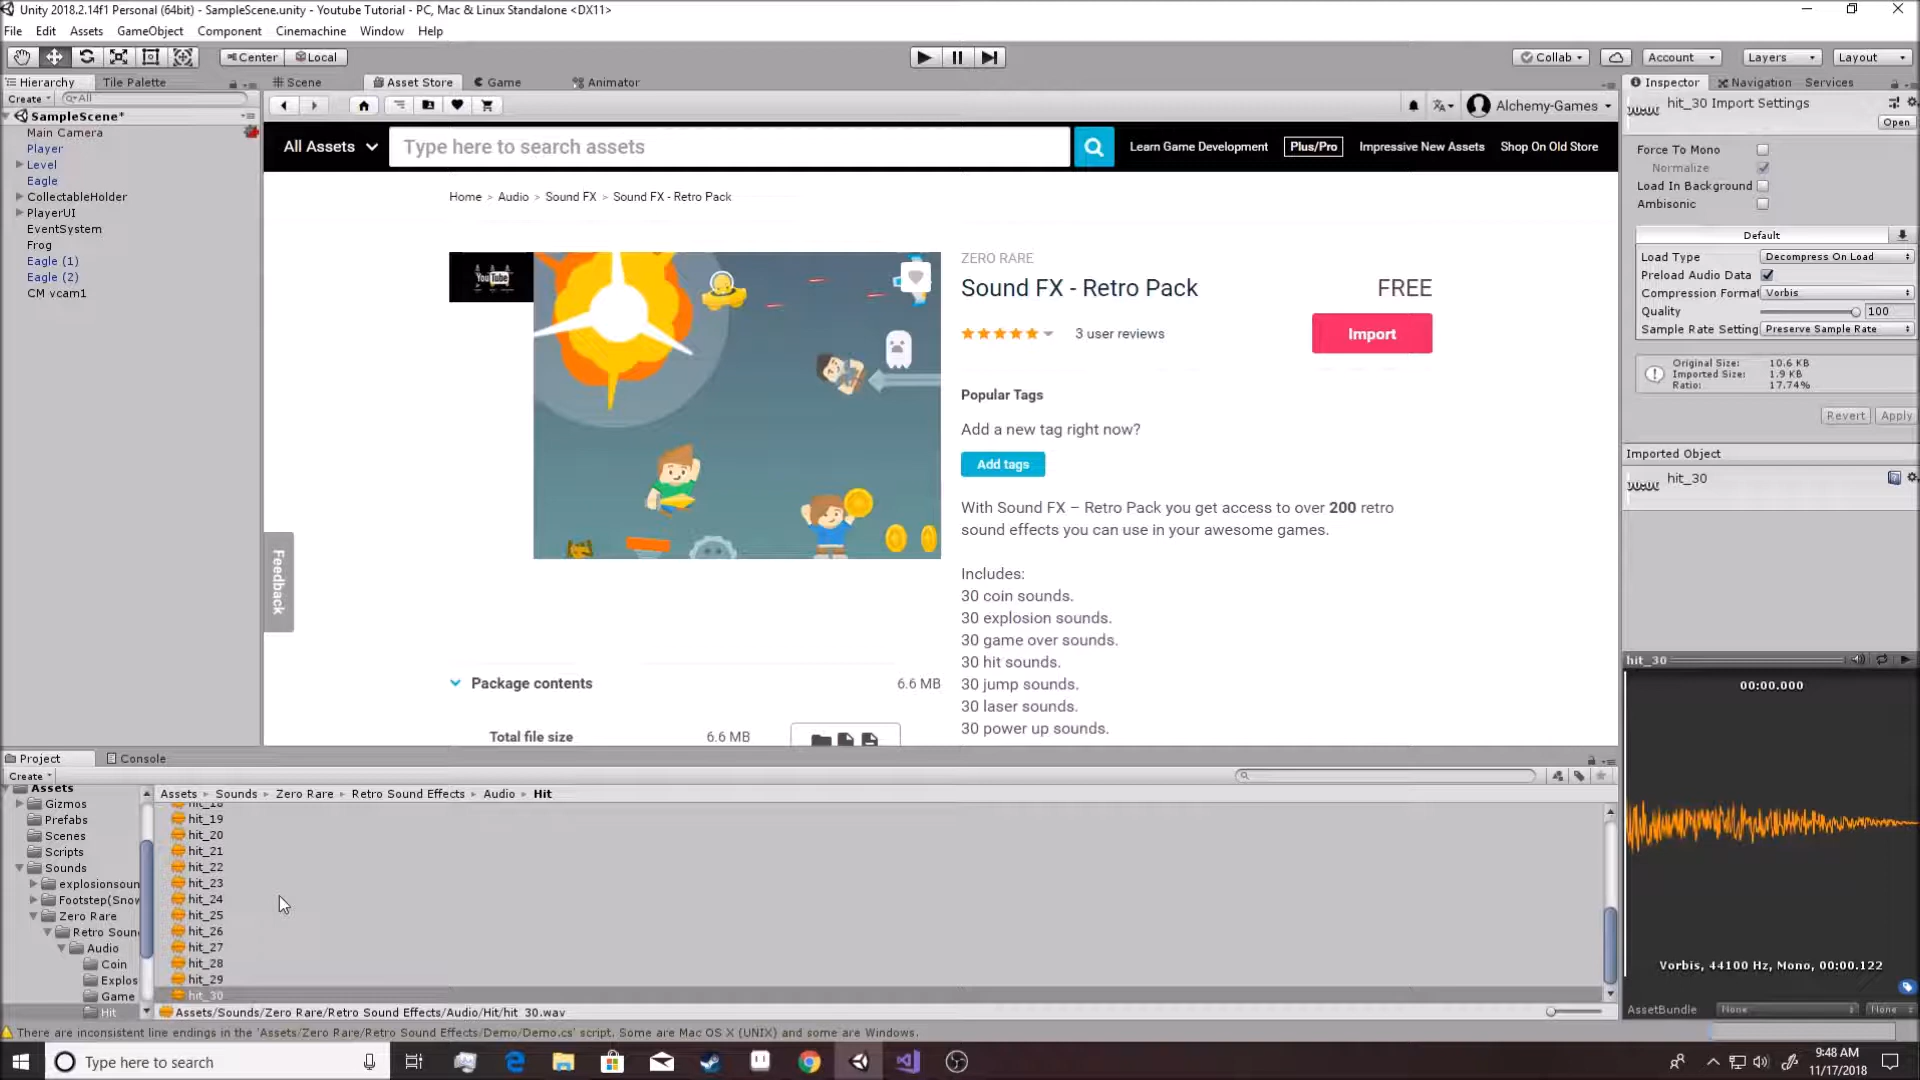 Unity 2018.2.14f1 Personal (64bit) - SampleScene.unity - Youtube Tutorial - PC, Mac & Linux Standalone <DX11>
File Edit Assets GameObject Component Cinemachine Window Help
Center Local Collab Account Layers Layout
Hierarchy Tile Palette Scene Asset Store Game Animator Inspector Navigation Services
Create All
SampleScene*
Main Camera
Player
Level
Eagle
CollectableHolder
PlayerUI
EventSystem
Frog
Eagle (1)
Eagle (2)
CM vcam1
Alchemy-Games
All Assets Type here to search assets Learn Game Development Plus/Pro Impressive New Assets Shop On Old Store
Home > Audio > Sound FX > Sound FX - Retro Pack
YouTube
ZERO RARE
Sound FX - Retro Pack FREE
3 user reviews Import
Popular Tags
Add a new tag right now?
Add tags
With Sound FX – Retro Pack you get access to over 200 retro
sound effects you can use in your awesome games.
Includes:
30 coin sounds.
30 explosion sounds.
30 game over sounds.
30 hit sounds.
30 jump sounds.
30 laser sounds.
30 power up sounds.
Feedback
Package contents 6.6 MB
Total file size 6.6 MB
hit_30 Import Settings
Open
Force To Mono
Normalize
Load In Background
Ambisonic
Default
Load Type Decompress On Load
Preload Audio Data
Compression Format Vorbis
Quality 100
Sample Rate Setting Preserve Sample Rate
Original Size: 10.6 KB
Imported Size: 1.9 KB
Ratio: 17.74%
Revert Apply
Imported Object
hit_30
hit_30
00:00.000
Vorbis, 44100 Hz, Mono, 00:00.122
AssetBundle None None
Project Console
Create
Assets
Gizmos
Prefabs
Scenes
Scripts
Sounds
explosionsoun
Footstep(Snow
Zero Rare
Retro Soun
Audio
Coin
Explos
Game
Hit
Assets Sounds Zero Rare Retro Sound Effects Audio Hit
hit_18
hit_19
hit_20
hit_21
hit_22
hit_23
hit_24
hit_25
hit_26
hit_27
hit_28
hit_29
hit_30
Assets/Sounds/Zero Rare/Retro Sound Effects/Audio/Hit/hit_30.wav
There are inconsistent line endings in the 'Assets/Zero Rare/Retro Sound Effects/Demo/Demo.cs' script. Some are Mac OS X (UNIX) and some are Windows.
Type here to search
9:48 AM
11/17/2018